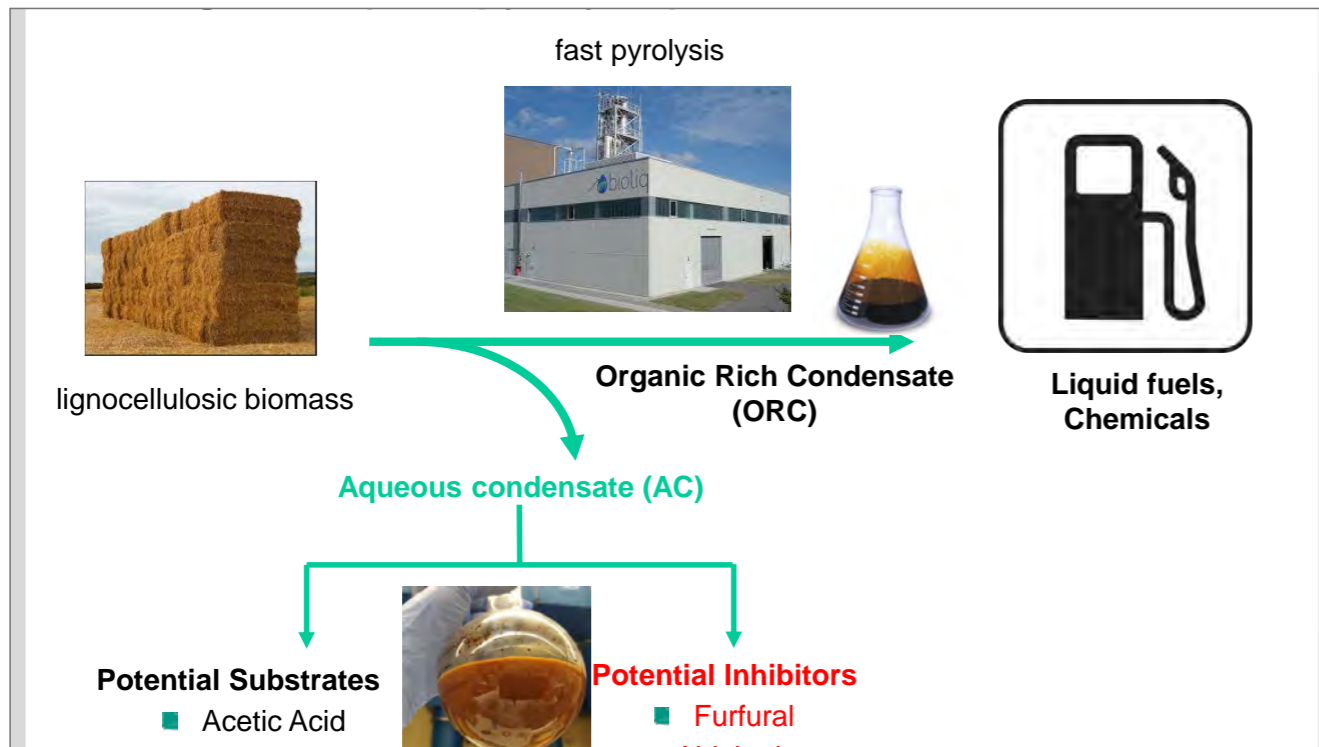 fast pyrolysis
bioliq
lignocellulosic biomass
Organic Rich Condensate
(ORC)
Liquid fuels,
Chemicals
Aqueous condensate (AC)
Potential Substrates
Acetic Acid
Potential Inhibitors
Furfural